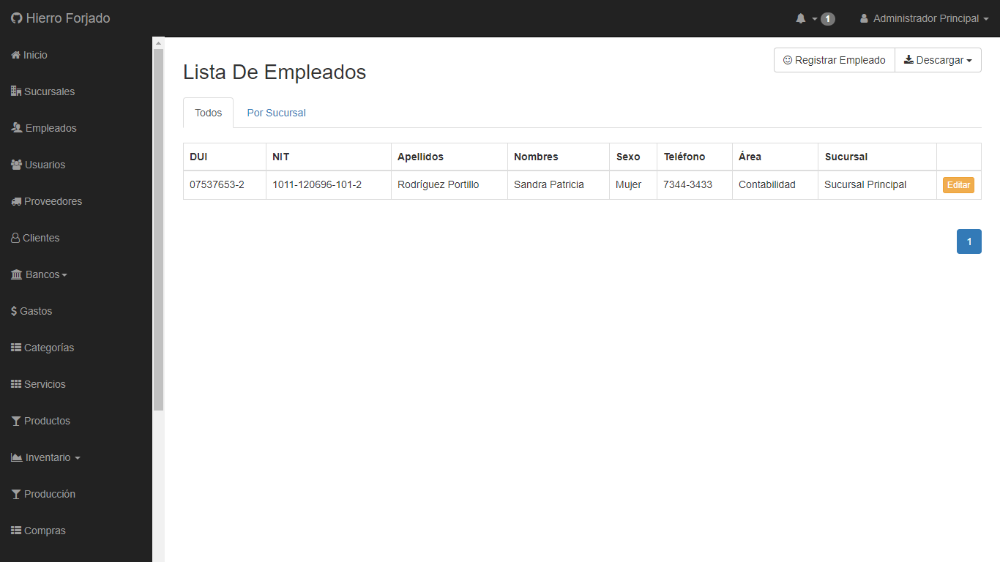 Hierro Forjado
1
Administrador Principal
Inicio
Sucursales
Empleados
Usuarios
Proveedores
Clientes
Bancos
$ Gastos
Categorías
Servicios
Productos
Inventario
Producción
Compras
Lista De Empleados
Registrar Empleado
Descargar
Todos
Por Sucursal
DUI NIT Apellidos Nombres Sexo Teléfono Área Sucursal
07537653-2 1011-120696-101-2 Rodríguez Portillo Sandra Patricia Mujer 7344-3433 Contabilidad Sucursal Principal Editar
1